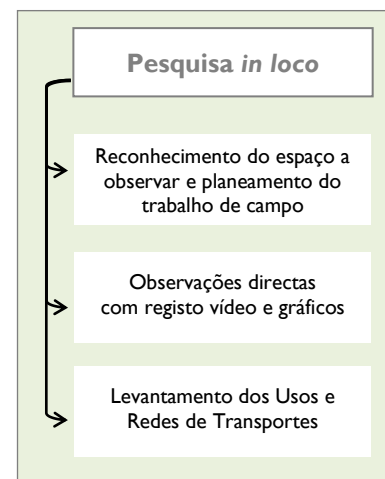 Pesquisa in loco
Reconhecimento do espaço a
observar e planeamento do
trabalho de campo
Observações directas
com registo vídeo e gráficos
Levantamento dos Usos e
Redes de Transportes